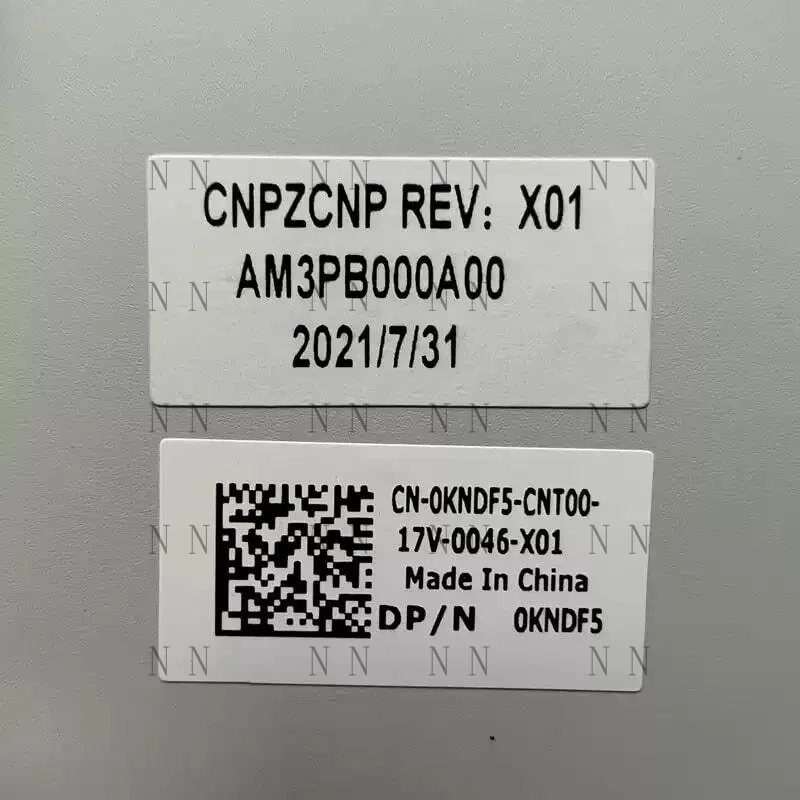 CNPZCNP REV: X01
AM3PB000A00
2021/7/31
CN-0KNDF5-CNT00-
17V-0046-X01
Made In China
DP/N 0KNDF5
N N N N N N N N
N N N N N N N N
N N N N N N N N
N N N N N N N N
N N N N N N N N